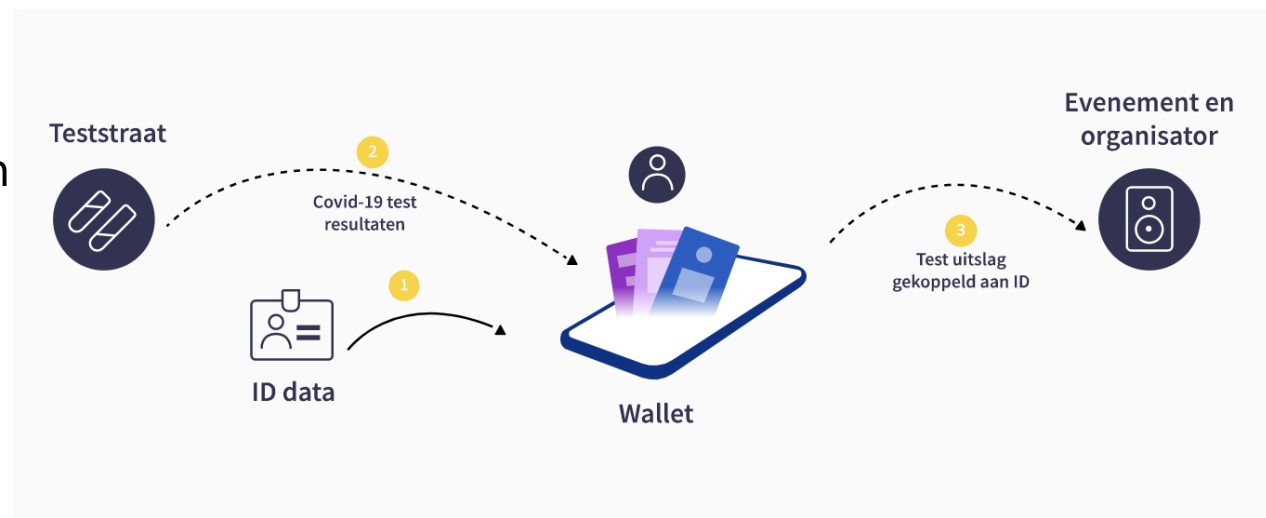 Teststraat
2
Covid-19 test
resultaten
1
ID data
Wallet
Evenement en
organisator
3
Test uitslag
gekoppeld aan ID